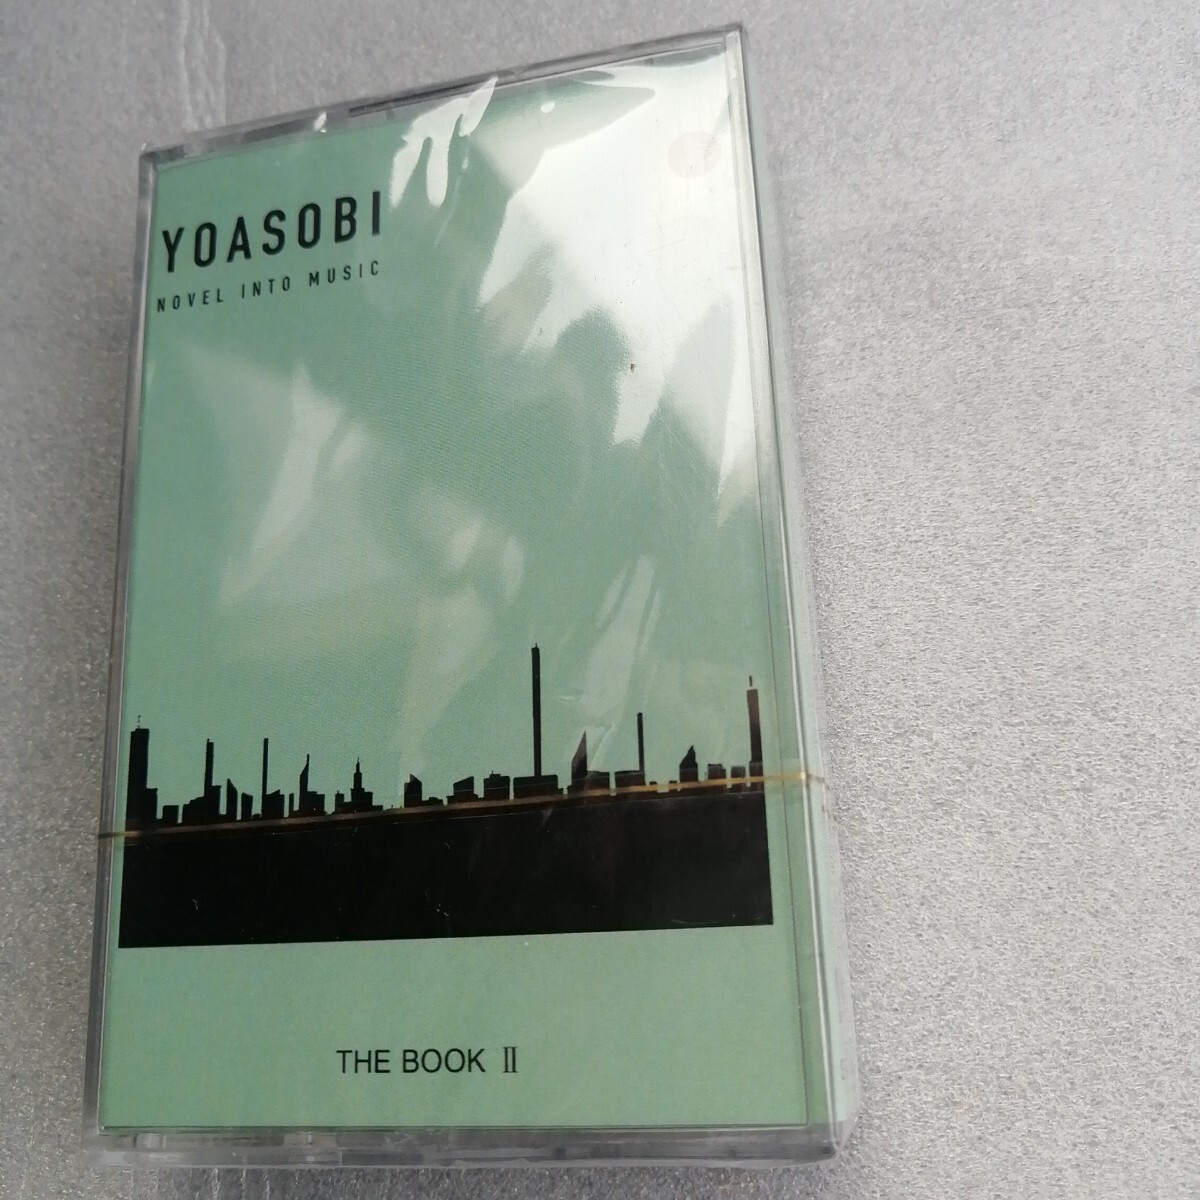 YOASOBI
NOVEL INTO MUSIC
THE BOOK Ⅱ